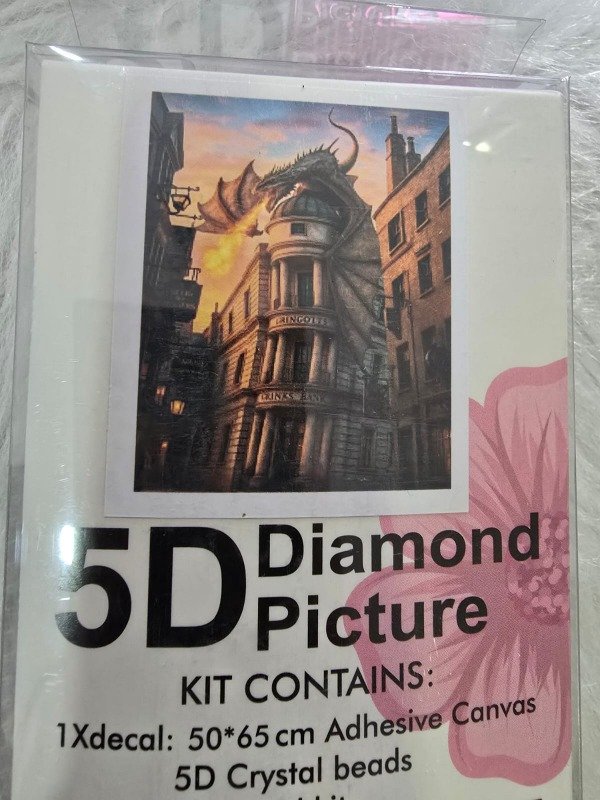 GRINGOTTS
5D Diamond
Picture
KIT CONTAINS:
1Xdecal: 50*65cm Adhesive Canvas
5D Crystal beads